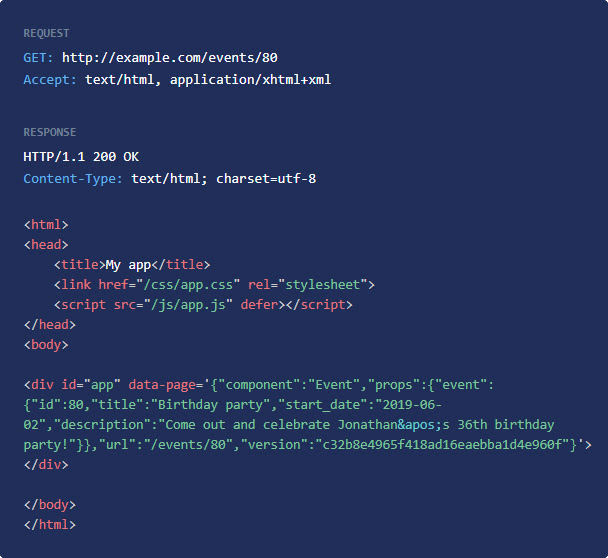 REQUEST
GET: http://example.com/events/80
Accept: text/html, application/xhtml+xml
RESPONSE
HTTP/1.1 200 OK
Content-Type: text/html; charset=utf-8
<html>
<head>
    <title>My app</title>
    <link href="/css/app.css" rel="stylesheet">
    <script src="/js/app.js" defer></script>
</head>
<body>
<div id="app" data-page='{"component":"Event","props":{"event":
{"id":80,"title":"Birthday party","start_date":"2019-06-
02","description":"Come out and celebrate Jonathan&apos;s 36th birthday
party!"}},"url":"/events/80","version":"c32b8e4965f418ad16eaebba1d4e960f"}'>
</div>
</body>
</html>